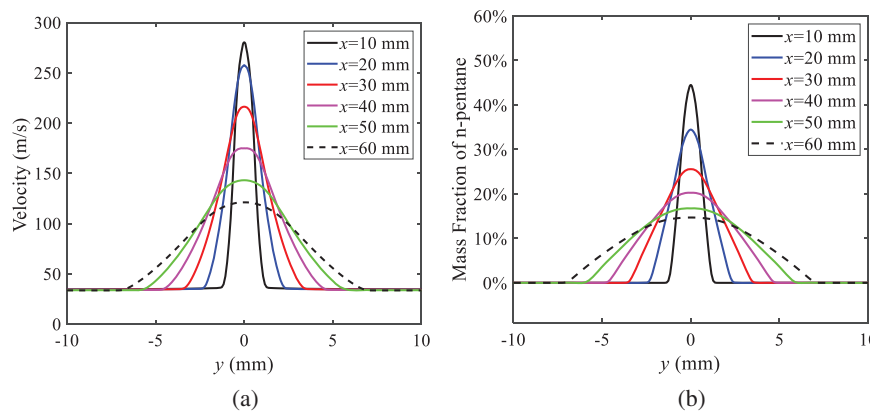 300
250
200
150
100
50
0
Velocity (m/s)
-10
-5
0
5
10
y (mm)
x=10 mm
x=20 mm
x=30 mm
x=40 mm
x=50 mm
x=60 mm
(a)
60%
50%
40%
30%
20%
10%
0%
Mass Fraction of n-pentane
-10
-5
0
5
10
y (mm)
x=10 mm
x=20 mm
x=30 mm
x=40 mm
x=50 mm
x=60 mm
(b)